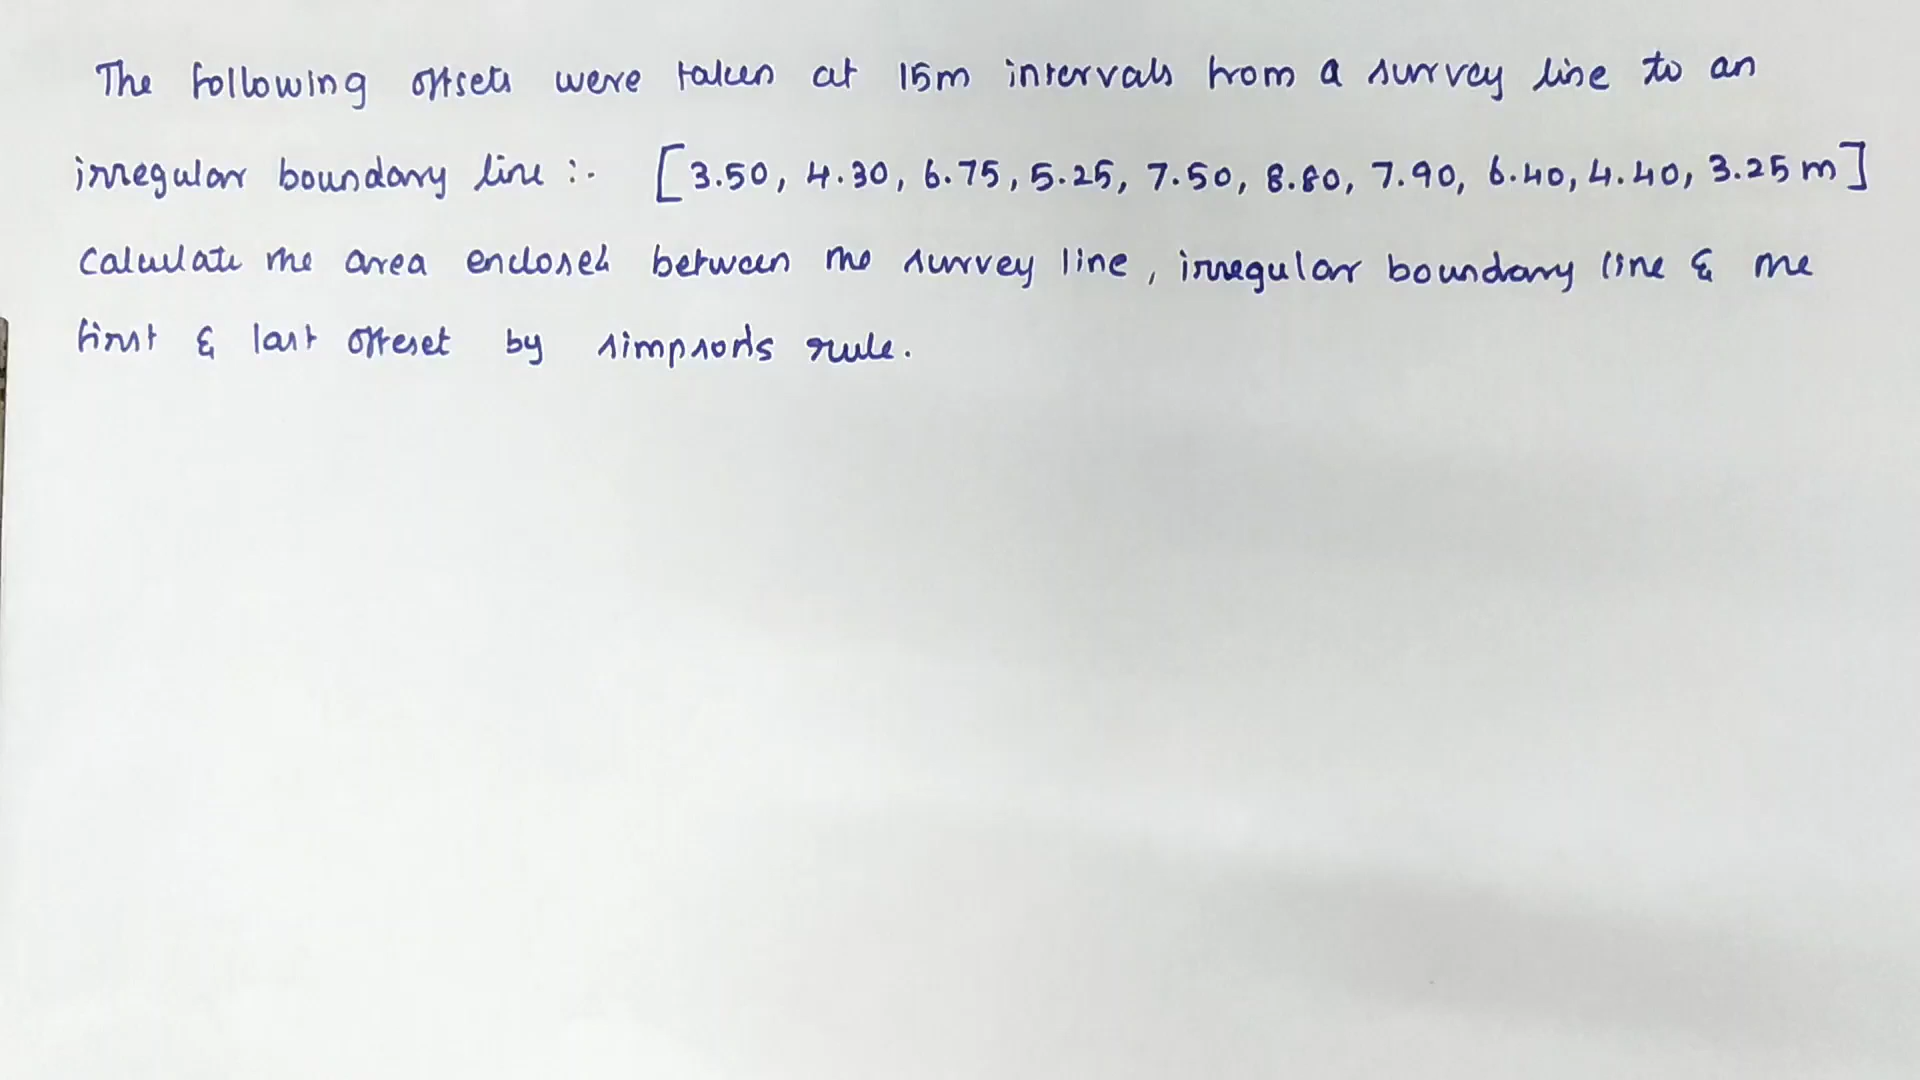 The following offsets were taken at 15m intervals from a survey line to an
irregular boundary line :- [3.50, 4.30, 6.75, 5.25, 7.50, 8.80, 7.90, 6.40, 4.40, 3.25 m]
Calculate the area enclosed between the survey line, irregular boundary line & the
first & last offeset by simpson's rule.